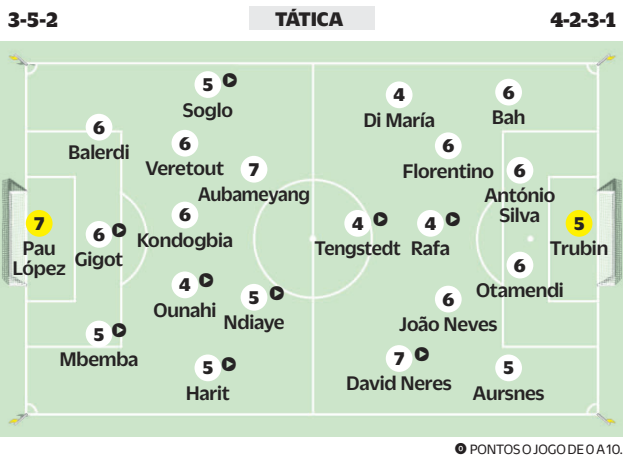 3-5-2 TÁTICA 4-2-3-1
5 Soglo
6 Balerdi
6 Veretout
7 Aubameyang
7 Pau
López
6 Gigot
6 Kondogbia
4 Ounahi
5 Ndiaye
5 Mbemba
5 Harit
4 Di María
6 Bah
6 Florentino
6 António
Silva
4 Tengstedt
4 Rafa
5 Trubin
6 Otamendi
6 João Neves
7 David Neres
5 Aursnes
0 PONTOS O JOGO DE 0 A 10.